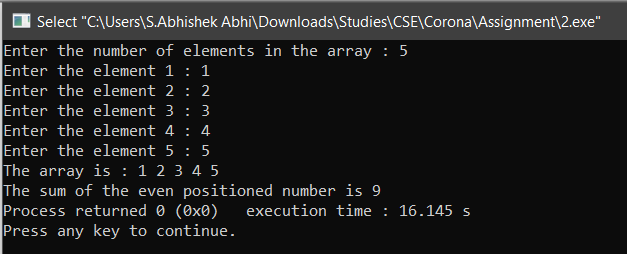 Select "C:\Users\S.Abhishek Abhi\Downloads\Studies\CSE\Corona\Assignment\2.exe"
Enter the number of elements in the array : 5
Enter the element 1 : 1
Enter the element 2 : 2
Enter the element 3 : 3
Enter the element 4 : 4
Enter the element 5 : 5
The array is : 1 2 3 4 5
The sum of the even positioned number is 9
Process returned 0 (0x0)   execution time : 16.145 s
Press any key to continue.